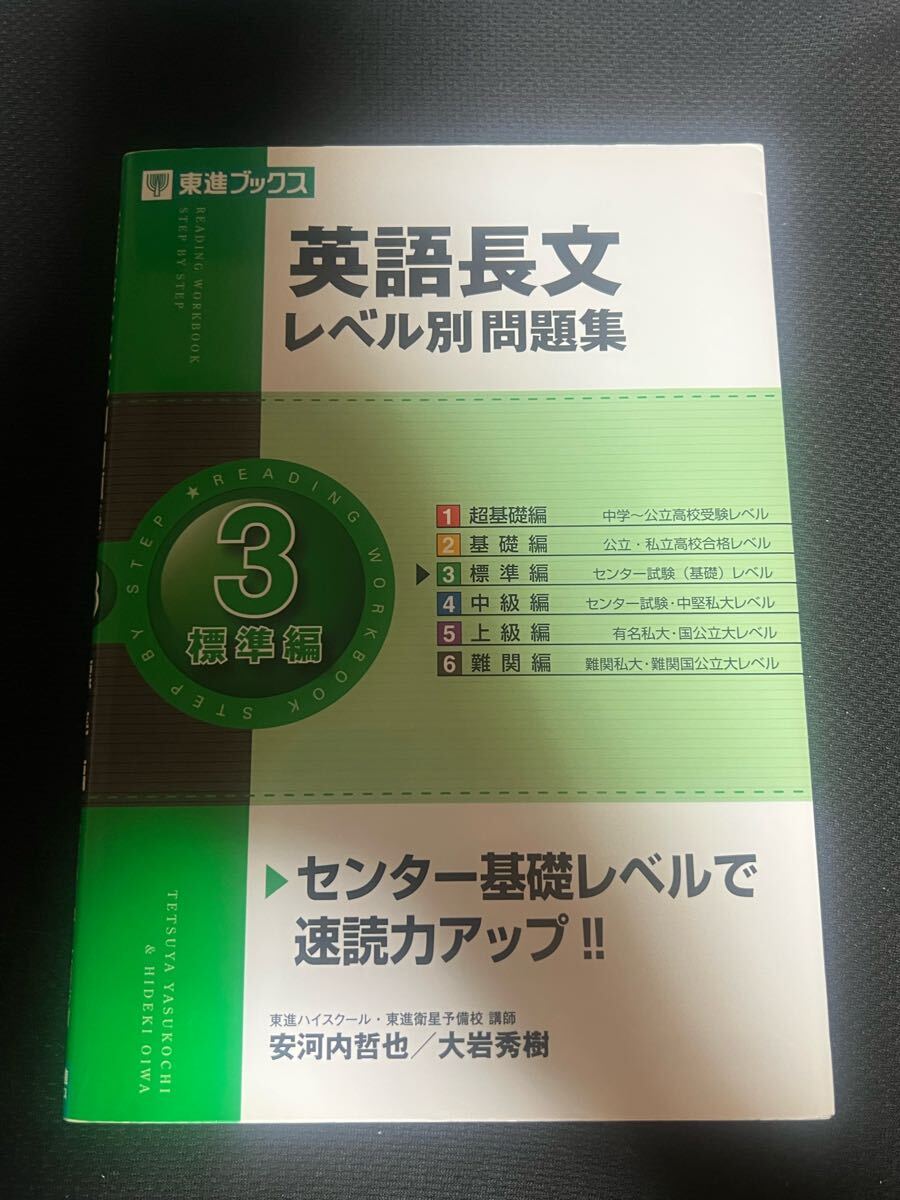 東進ブックス
READING WORKBOOK
STEP BY STEP
英語長文
レベル別問題集
STEP BY STEP ★ READING WORKBOOK
3
標準編
1 超基礎編 中学〜公立高校受験レベル
2 基礎編 公立・私立高校合格レベル
▶ 3 標準編 センター試験(基礎)レベル
4 中級編 センター試験・中堅私大レベル
5 上級編 有名私大・国公立大レベル
6 難関編 難関私大・難関国公立大レベル
▶センター基礎レベルで
速読力アップ!!
東進ハイスクール・東進衛星予備校 講師
安河内哲也/大岩秀樹
TETSUYA YASUKOCHI
& HIDEKI OIWA